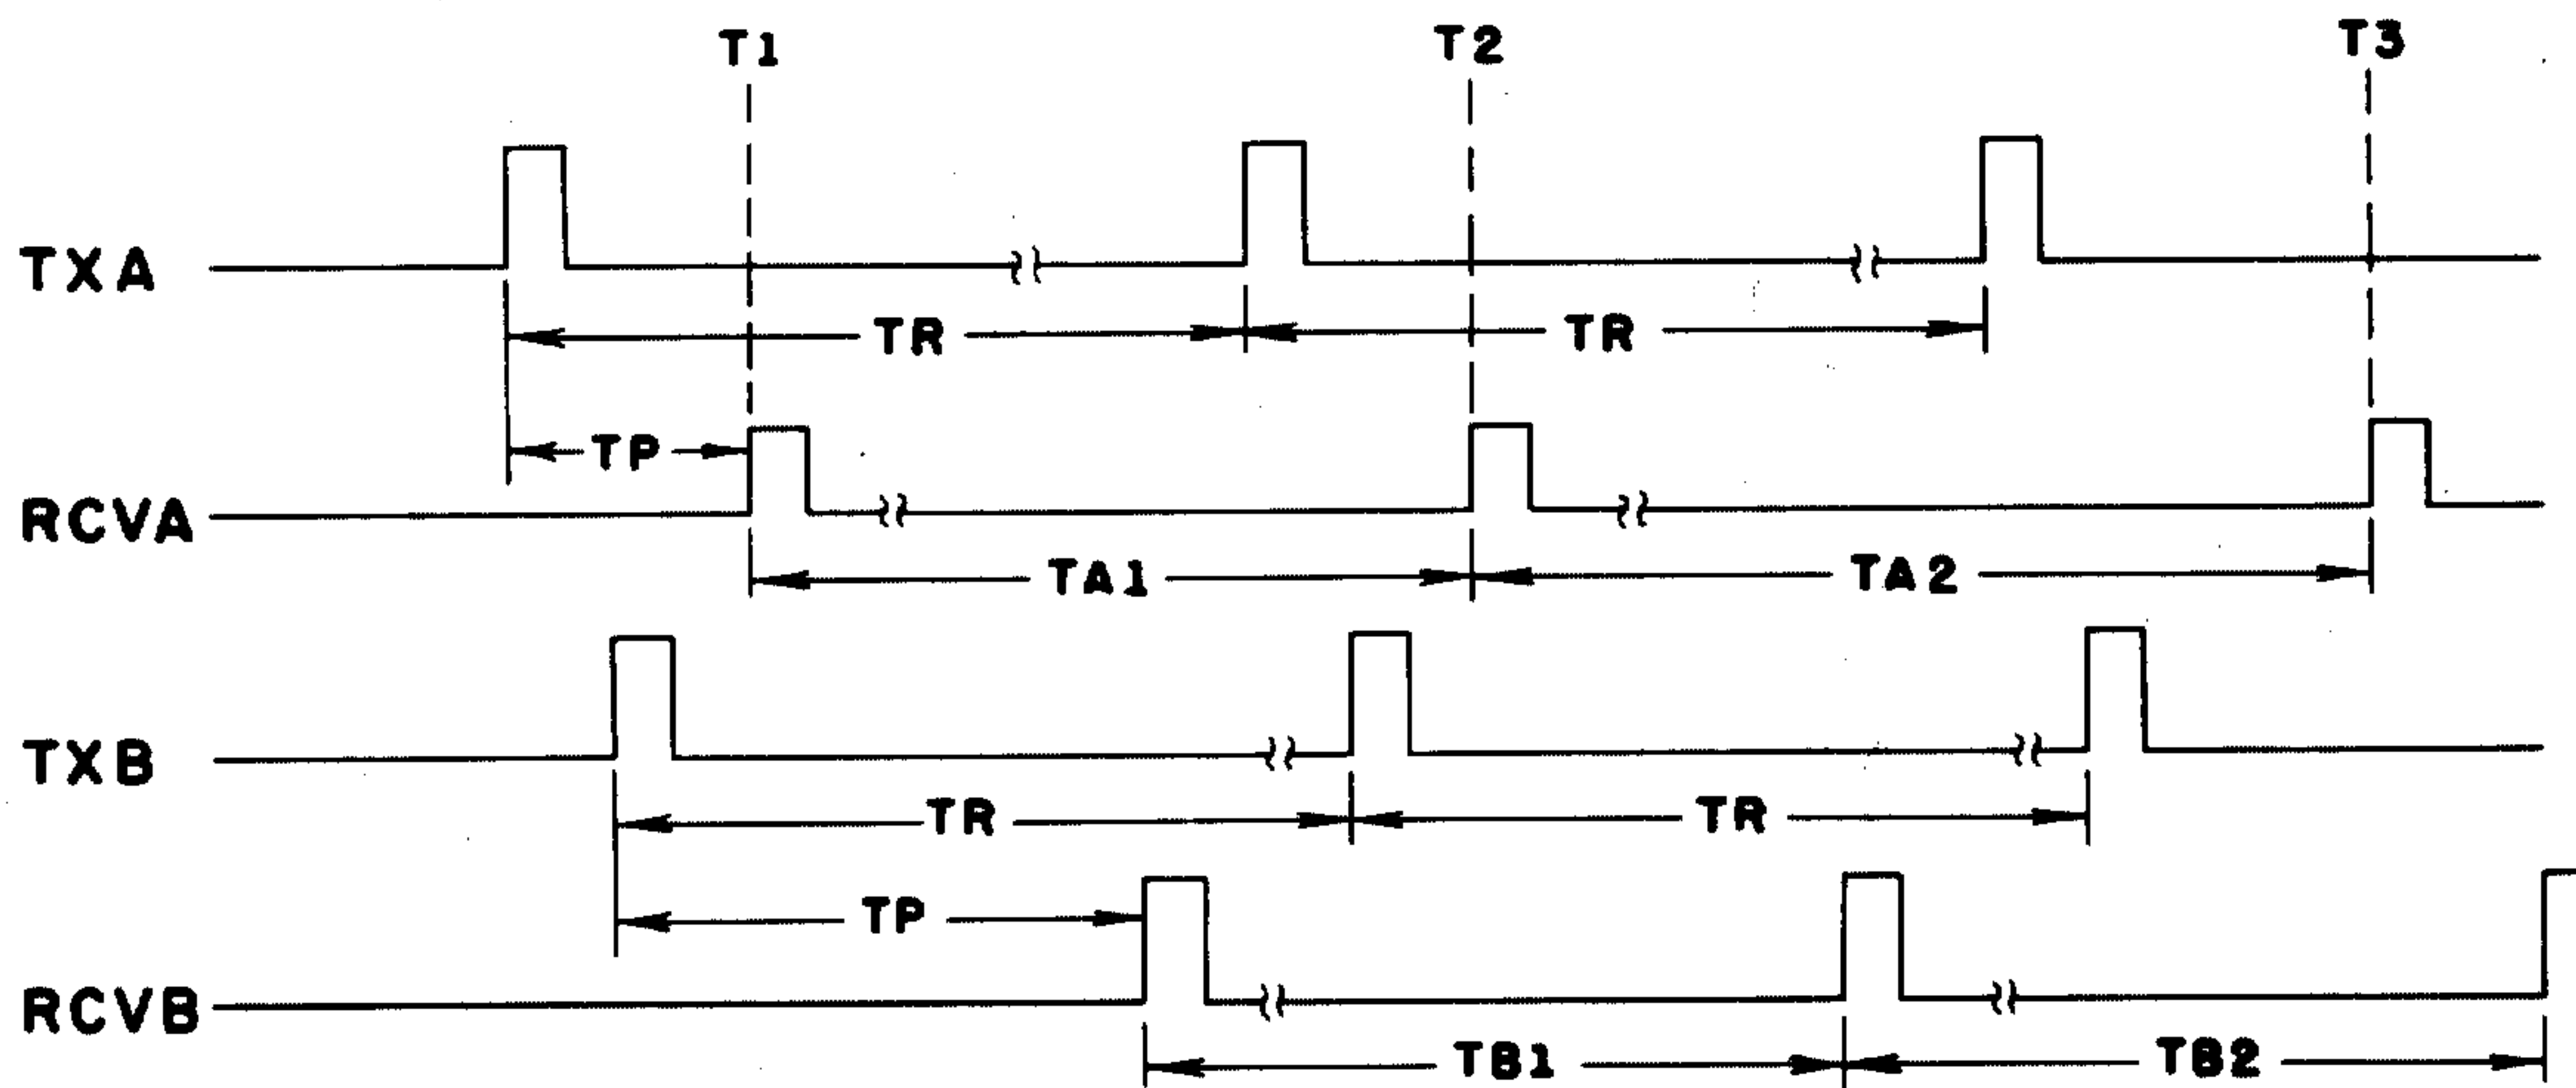 T1 T2 T3
TXA
TR TR
TP
RCVA
TA1 TA2
TXB
TR TR
TP
RCVB
TB1 TB2